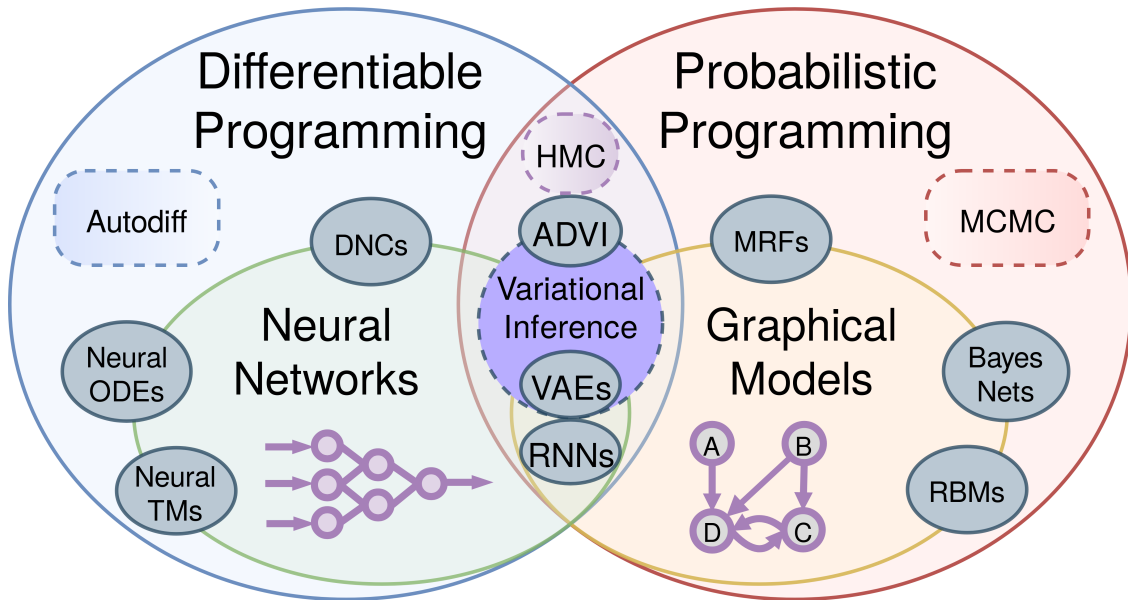 Differentiable
Programming
Probabilistic
Programming
HMC
Autodiff
MCMC
DNCs
ADVI
MRFs
Variational
Inference
Neural
Networks
Graphical
Models
Neural
ODEs
VAEs
Bayes
Nets
A
B
RNNs
Neural
TMs
RBMs
D
C